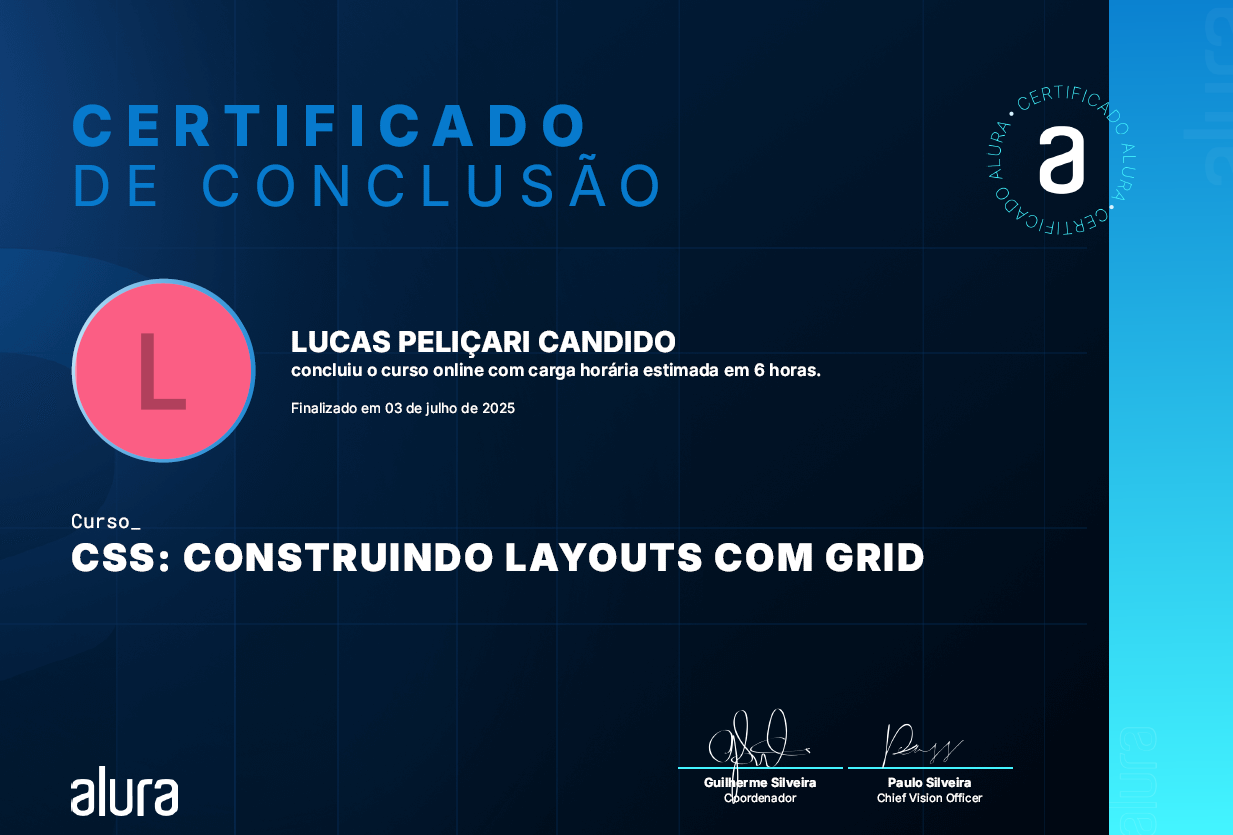 CERTIFICADO
DE CONCLUSÃO
CERTIFICADO ALURA • CERTIFICADO ALURA •
a
L
LUCAS PELIÇARI CANDIDO
concluiu o curso online com carga horária estimada em 6 horas.
Finalizado em 03 de julho de 2025
Curso_
CSS: CONSTRUINDO LAYOUTS COM GRID
Guilherme Silveira
Coordenador
Paulo Silveira
Chief Vision Officer
alura
alura
alura